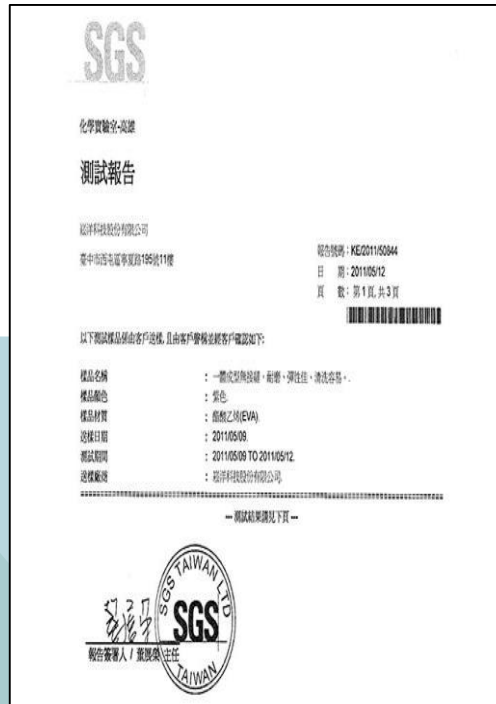 SGS
化學實驗室-高雄
測試報告
崧洋科技股份有限公司
臺中市西屯區寧夏路195號11樓
報告號碼：KE/2011/50844
日 期：2011/05/12
頁 數：第1頁,共3頁
以下測試樣品係由客戶送樣,且由客戶聲稱並經客戶確認如下:
樣品名稱 ： 一體成型無接縫、耐磨、彈性佳、清洗容易。.
樣品顏色 ： 紫色.
樣品材質 ： 醋酸乙烯(EVA).
送樣日期 ： 2011/05/09.
測試期間 ： 2011/05/09 TO 2011/05/12.
送樣廠商 ： 崧洋科技股份有限公司.
--- 測試結果請見下頁 ---
SGS TAIWAN LTD
SGS
TAIWAN
報告簽署人 / 主任